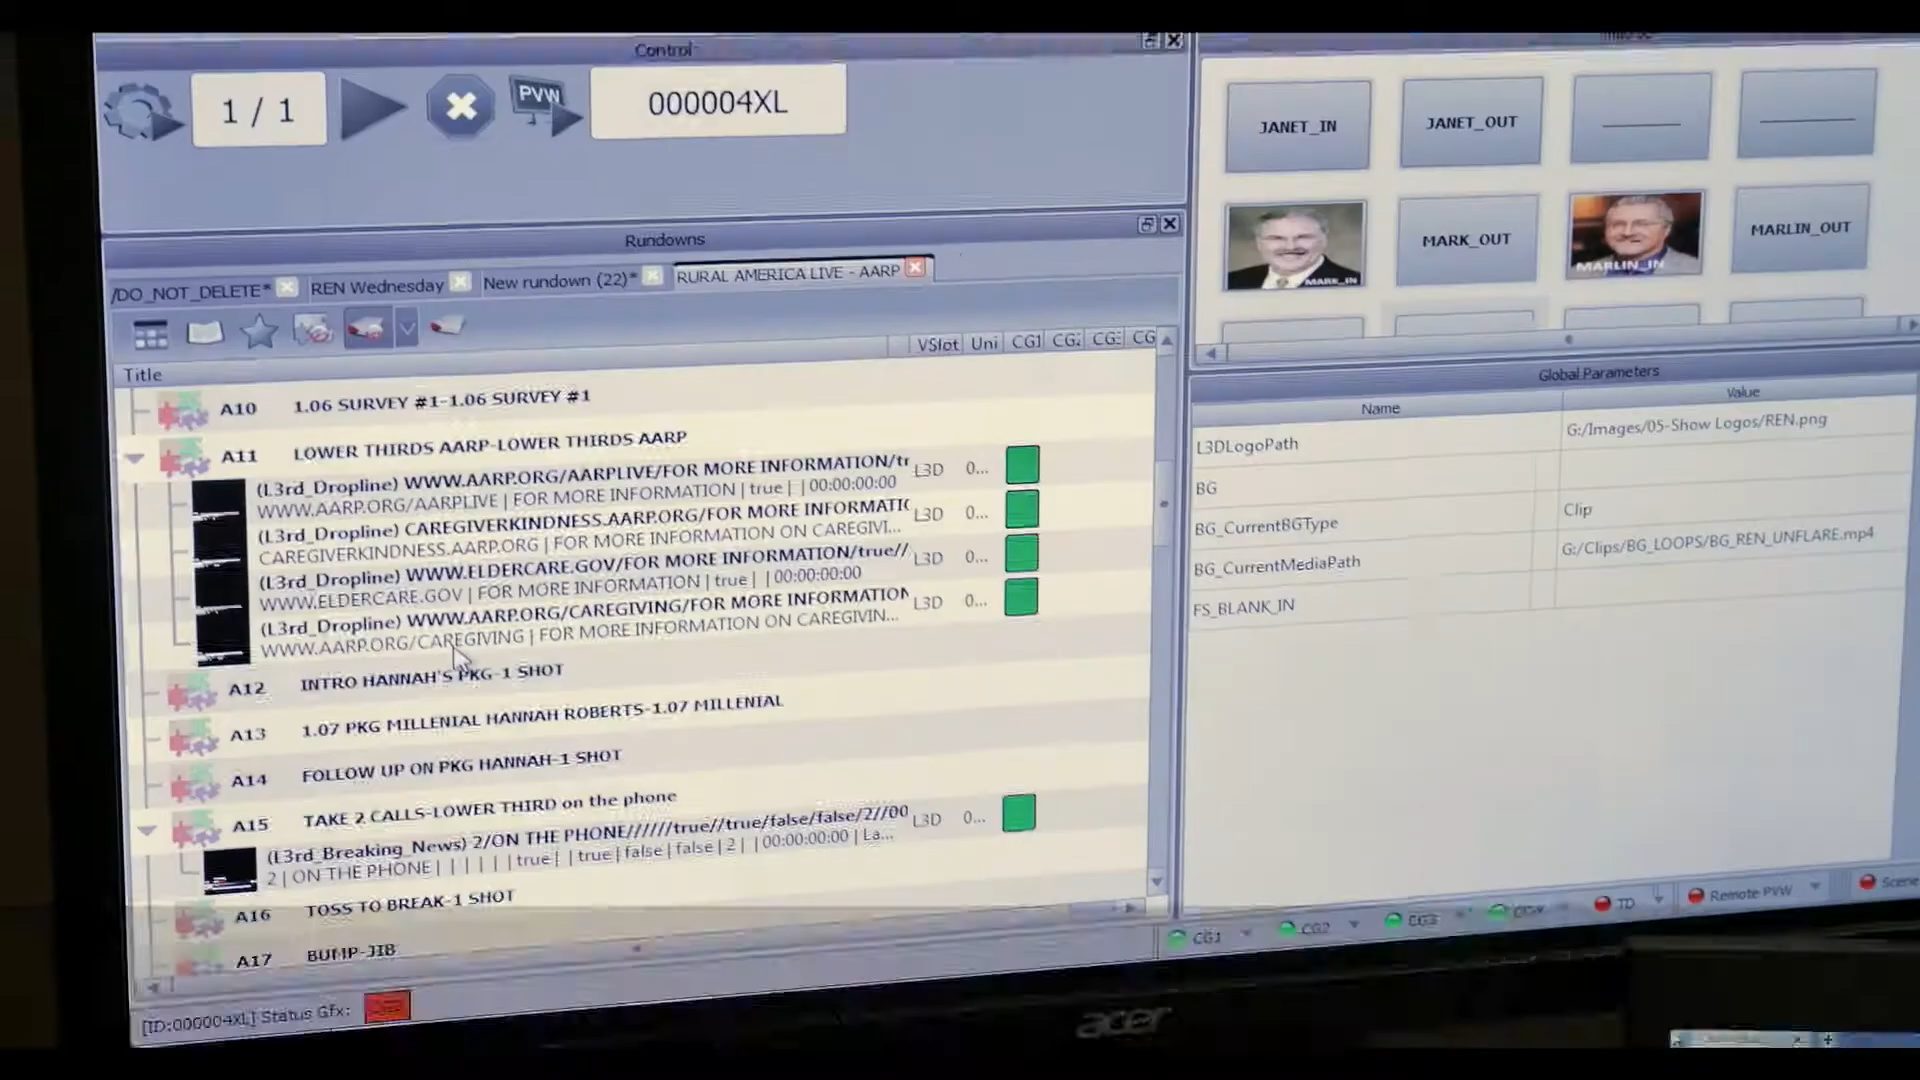 Control
1 / 1
PVW
000004XL
JANET_IN
JANET_OUT
MARK_IN
MARK_OUT
MARLIN_IN
MARLIN_OUT
Rundowns
/DO_NOT_DELETE*
REN Wednesday
New rundown (22)*
RURAL AMERICA LIVE - AARP
Title
VSlot Uni CG1 CG2 CG3 CG
A10 1.06 SURVEY #1-1.06 SURVEY #1
A11 LOWER THIRDS AARP-LOWER THIRDS AARP
(L3rd_Dropline) WWW.AARP.ORG/AARPLIVE/FOR MORE INFORMATION/tr L3D 0...
WWW.AARP.ORG/AARPLIVE | FOR MORE INFORMATION | true | | 00:00:00:00
(L3rd_Dropline) CAREGIVERKINDNESS.AARP.ORG/FOR MORE INFORMATIO L3D 0...
CAREGIVERKINDNESS.AARP.ORG | FOR MORE INFORMATION ON CAREGIVI...
(L3rd_Dropline) WWW.ELDERCARE.GOV/FOR MORE INFORMATION/true// L3D 0...
WWW.ELDERCARE.GOV | FOR MORE INFORMATION | true | | 00:00:00:00
(L3rd_Dropline) WWW.AARP.ORG/CAREGIVING/FOR MORE INFORMATION L3D 0...
WWW.AARP.ORG/CAREGIVING | FOR MORE INFORMATION ON CAREGIVIN...
A12 INTRO HANNAH'S PKG-1 SHOT
A13 1.07 PKG MILLENIAL HANNAH ROBERTS-1.07 MILLENIAL
A14 FOLLOW UP ON PKG HANNAH-1 SHOT
A15 TAKE 2 CALLS-LOWER THIRD on the phone
(L3rd_Breaking_News) 2/ON THE PHONE//////true//true/false/false/2//00 L3D 0...
2 | ON THE PHONE | | | | | | true | | true | false | false | 2 | | 00:00:00:00 | La...
A16 TOSS TO BREAK-1 SHOT
A17 BUMP-JIB
[ID:000004XL] Status Gfx:
Global Parameters
Name Value
L3DLogoPath G:/Images/05-Show Logos/REN.png
BG
BG_CurrentBGType Clip
BG_CurrentMediaPath G:/Clips/BG_LOOPS/BG_REN_UNFLARE.mp4
FS_BLANK_IN
CG1 CG2 CG3 TD Remote PVW Scene
acer